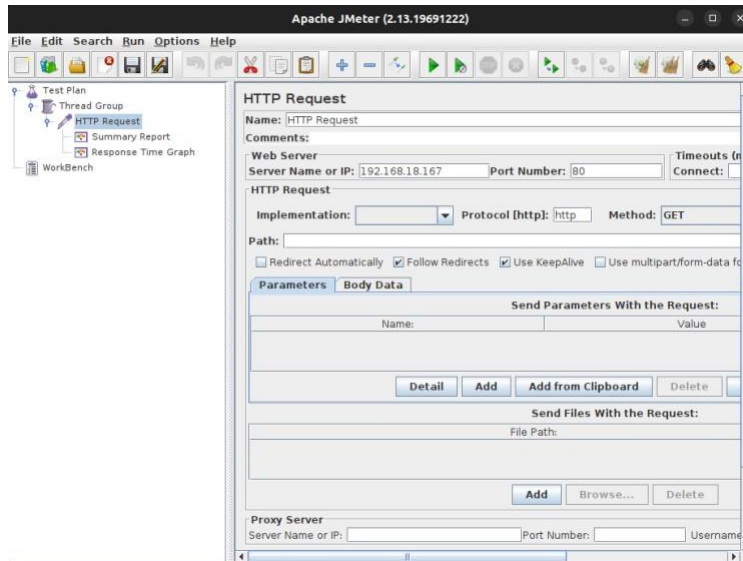 Apache JMeter (2.13.19691222)
File Edit Search Run Options Help
Test Plan
Thread Group
HTTP Request
Summary Report
Response Time Graph
WorkBench
HTTP Request
Name: HTTP Request
Comments:
Web Server
Timeouts (m
Server Name or IP: 192.168.18.167 Port Number: 80 Connect:
HTTP Request
Implementation: Protocol [http]: http Method: GET
Path:
Redirect Automatically Follow Redirects Use KeepAlive Use multipart/form-data fo
Parameters Body Data
Send Parameters With the Request:
Name: Value
Detail Add Add from Clipboard Delete
Send Files With the Request:
File Path:
Add Browse... Delete
Proxy Server
Server Name or IP: Port Number: Username